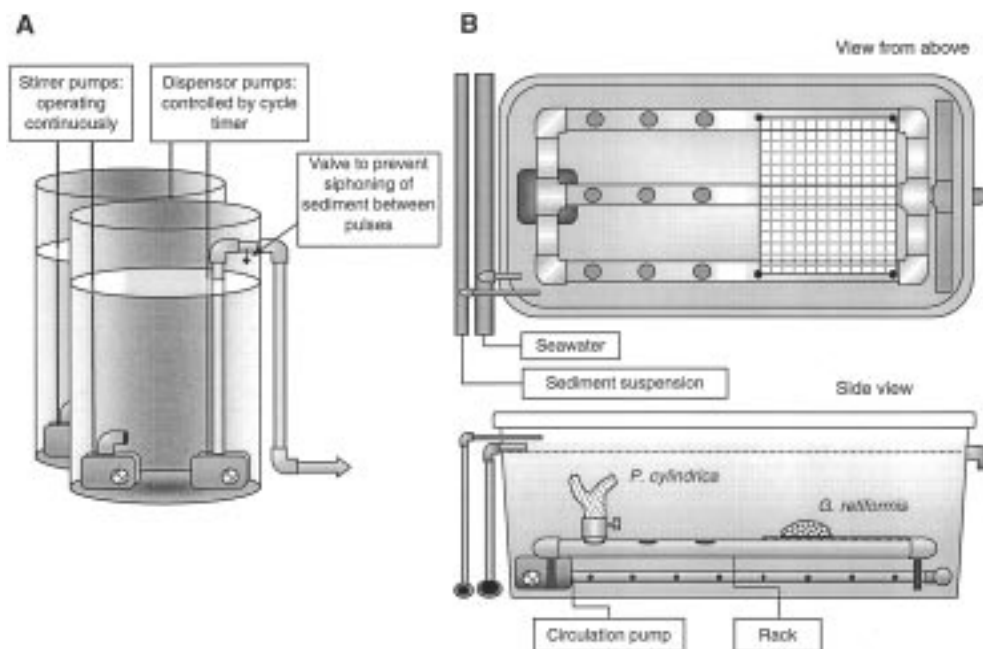 A
Stirrer pumps:
operating
continuously
Dispensor pumps:
controlled by cycle
timer
Valve to prevent
siphoning of
sediment between
pulses
B
View from above
Seawater
Sediment suspension
Side view
P. cylindrica
G. retiformis
Circulation pump
Rack